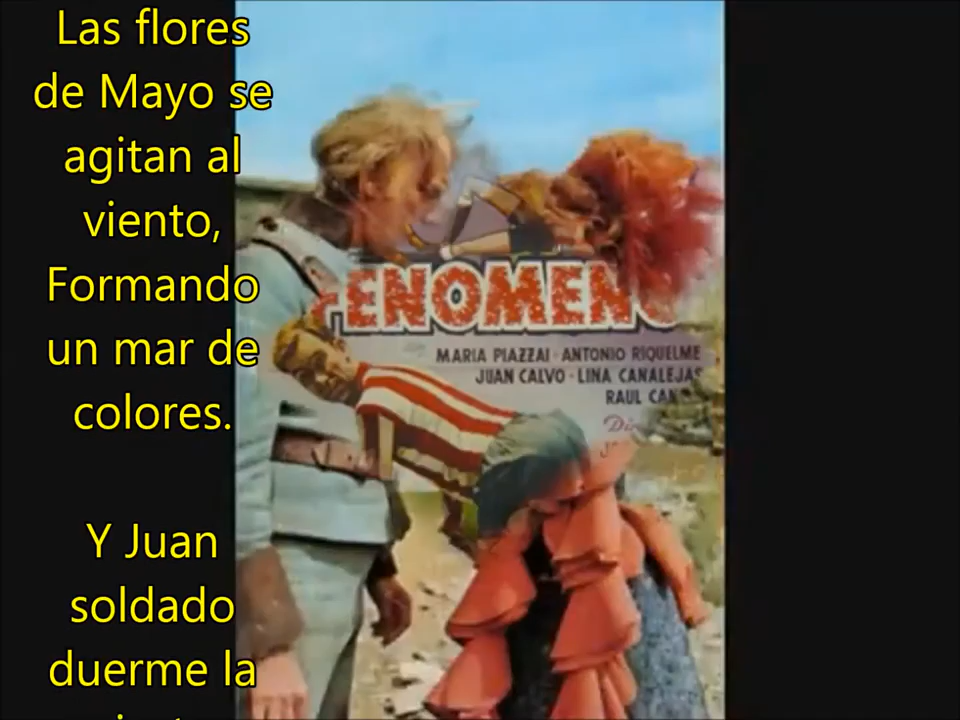 Las flores
de Mayo se
agitan al
viento,
Formando
un mar de
colores.
Y Juan
soldado
duerme la
FENOMENO
MARIA PIAZZAI · ANTONIO RIQUELME
JUAN CALVO · LINA CANALEJAS
RAUL